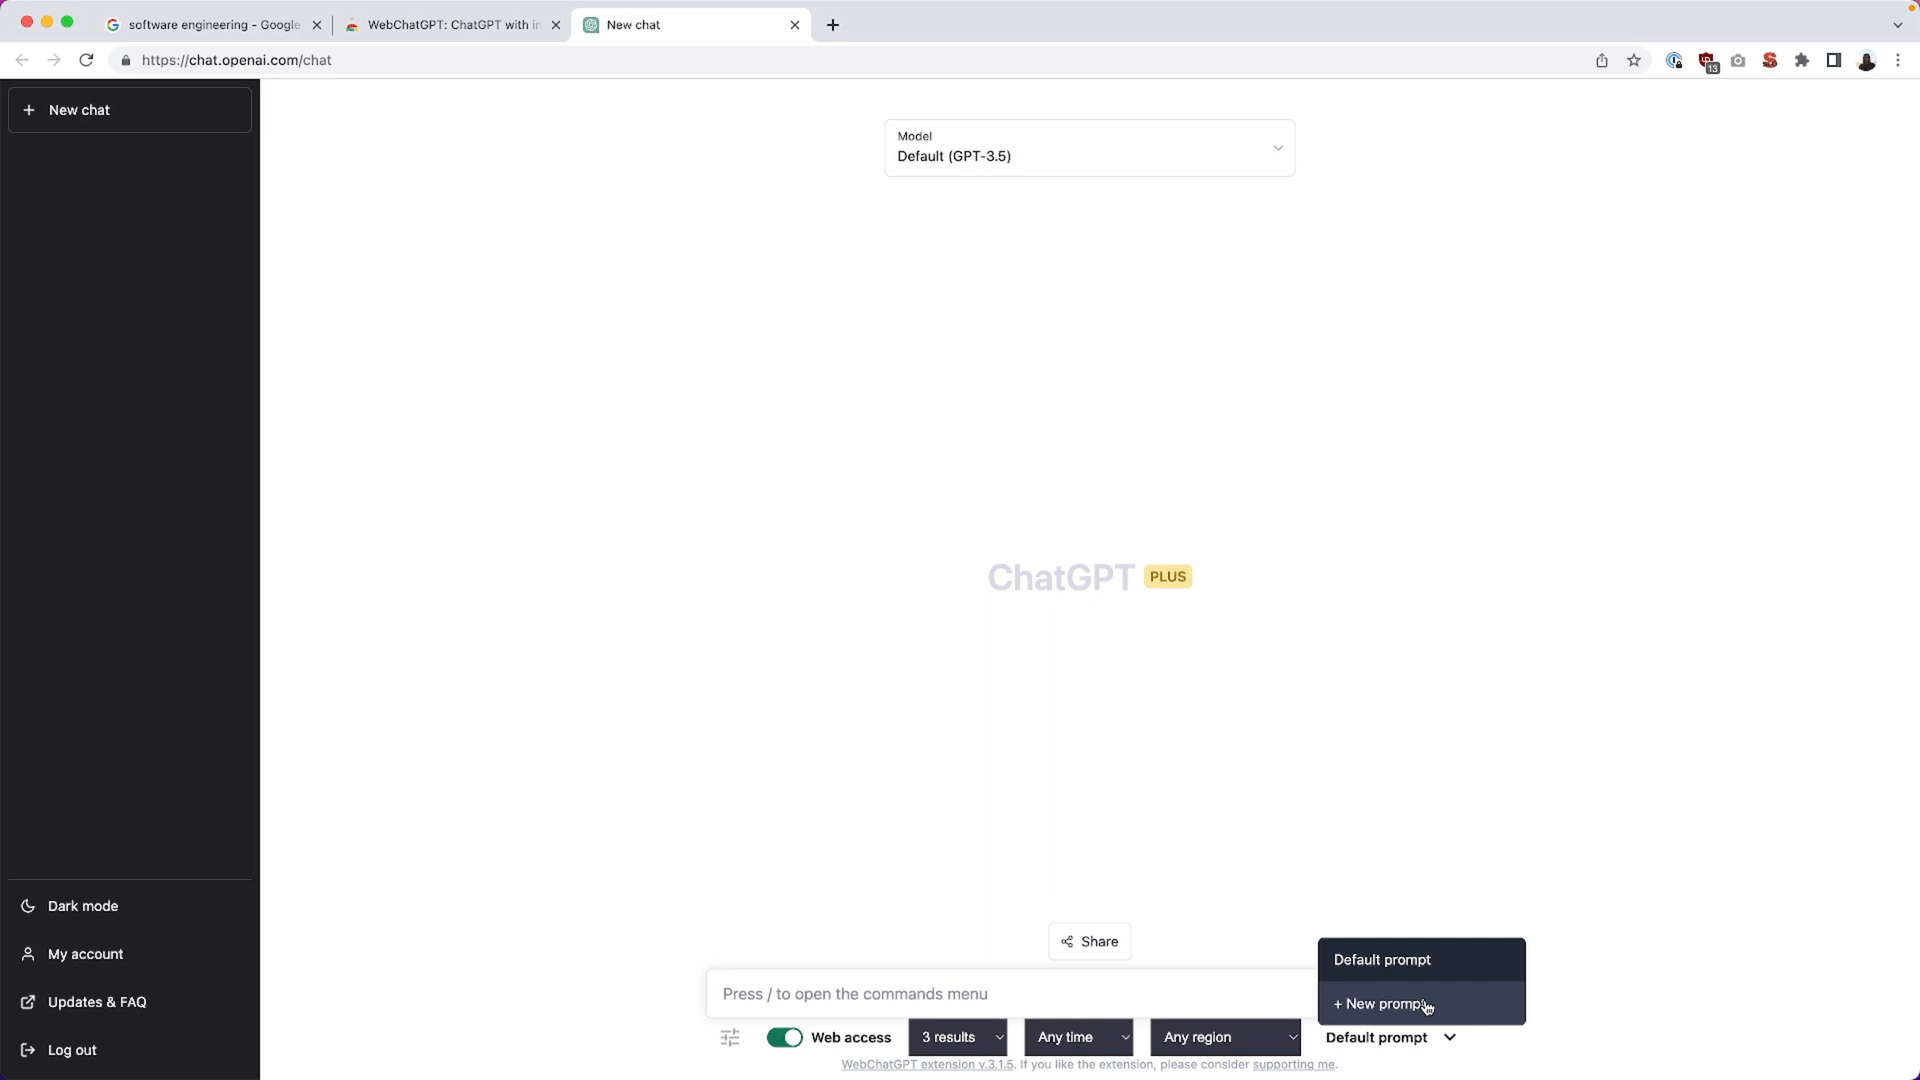 software engineering - Google
WebChatGPT: ChatGPT with in
New chat
https://chat.openai.com/chat
13
+ New chat
Model
Default (GPT-3.5)
ChatGPT PLUS
Dark mode
My account
Updates & FAQ
Log out
Share
Default prompt
+ New prompt
Press / to open the commands menu
Web access
3 results
Any time
Any region
Default prompt
WebChatGPT extension v.3.1.5. If you like the extension, please consider supporting me.